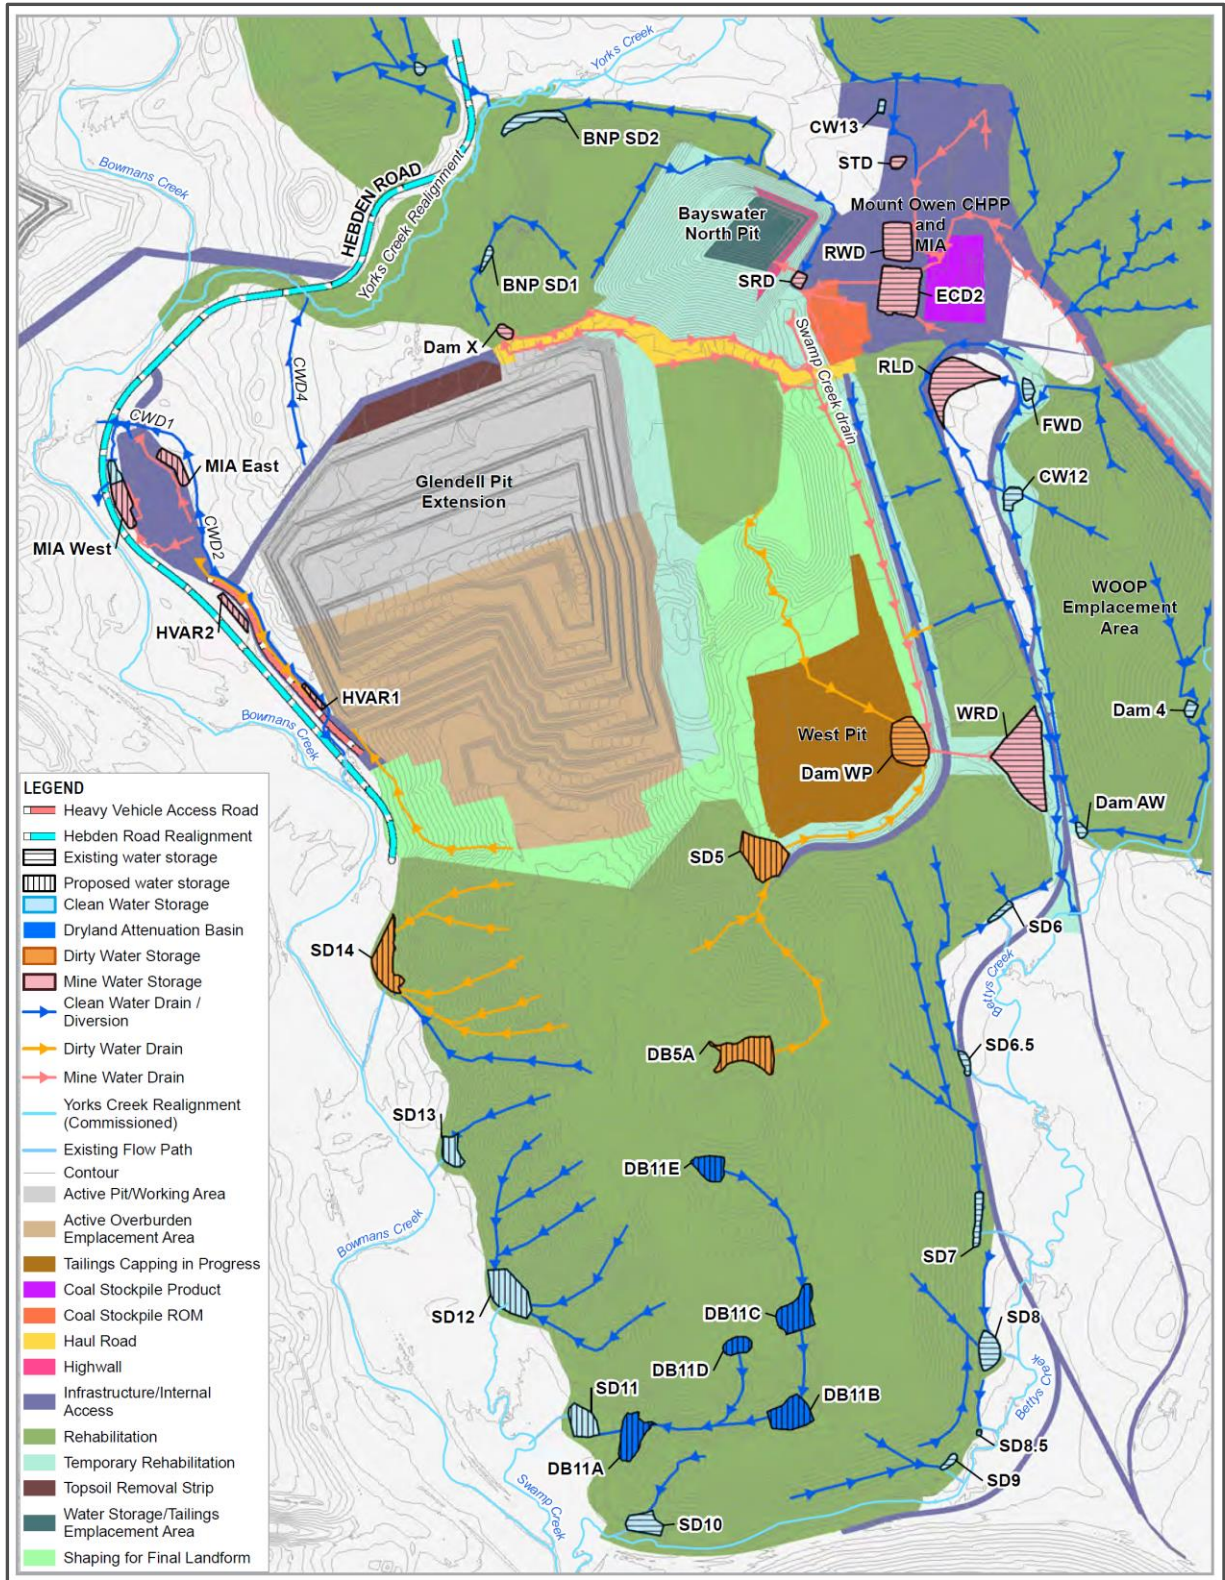 Yorks Creek
CW13
BNP SD2
STD
Bowmans Creek
HEBDEN ROAD
Yorks Creek Realignment
Bayswater
North Pit
Mount Owen CHPP
and
MIA
RWD
BNP SD1
SRD
ECD2
Dam X
Swamp Creek drain
RLD
CWD4
FWD
CWD1
MIA East
Glendell Pit
Extension
CW12
CWD2
MIA West
WOOP
Emplacement
Area
HVAR2
HVAR1
Bowmans Creek
WRD
Dam 4
West Pit
Dam WP
Dam AW
SD5
SD6
SD14
Bettys Creek
SD6.5
DB5A
SD13
DB11E
Bowmans Creek
SD7
SD12
DB11C
SD8
DB11D
SD11
DB11B
Bettys Creek
SD8.5
DB11A
SD9
Swamp Creek
SD10
LEGEND
Heavy Vehicle Access Road
Hebden Road Realignment
Existing water storage
Proposed water storage
Clean Water Storage
Dryland Attenuation Basin
Dirty Water Storage
Mine Water Storage
Clean Water Drain /
Diversion
Dirty Water Drain
Mine Water Drain
Yorks Creek Realignment
(Commissioned)
Existing Flow Path
Contour
Active Pit/Working Area
Active Overburden
Emplacement Area
Tailings Capping in Progress
Coal Stockpile Product
Coal Stockpile ROM
Haul Road
Highwall
Infrastructure/Internal
Access
Rehabilitation
Temporary Rehabilitation
Topsoil Removal Strip
Water Storage/Tailings
Emplacement Area
Shaping for Final Landform